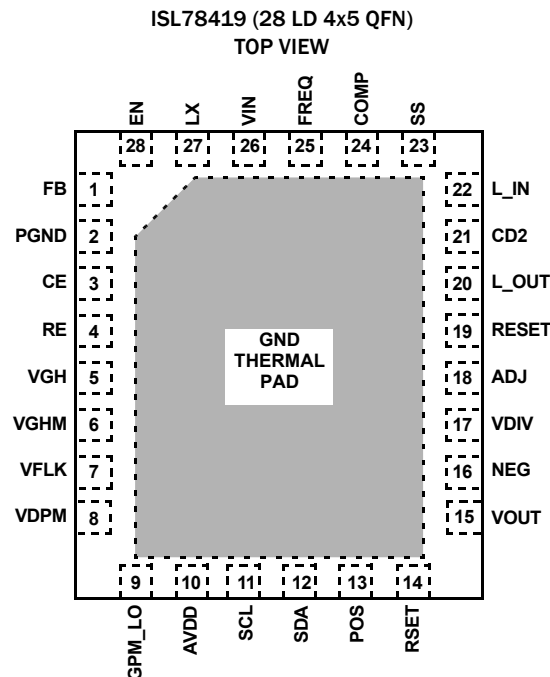 ISL78419 (28 LD 4x5 QFN)
TOP VIEW
EN
LX
VIN
FREQ
COMP
SS
28
27
26
25
24
23
FB 1
PGND 2
CE 3
RE 4
VGH 5
VGHM 6
VFLK 7
VDPM 8
GND
THERMAL
PAD
22 L_IN
21 CD2
20 L_OUT
19 RESET
18 ADJ
17 VDIV
16 NEG
15 VOUT
9
10
11
12
13
14
GPM_LO
AVDD
SCL
SDA
POS
RSET